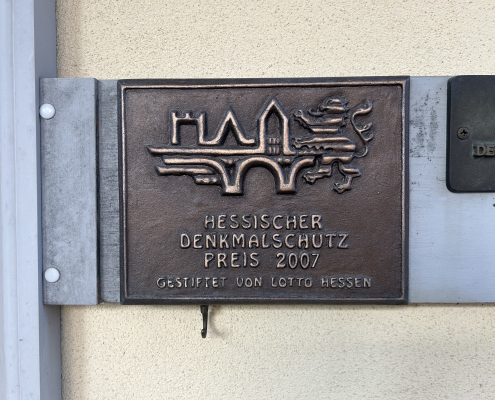 HESSISCHER
DENKMALSCHUTZ
PREIS 2007
GESTIFTET VON LOTTO HESSEN